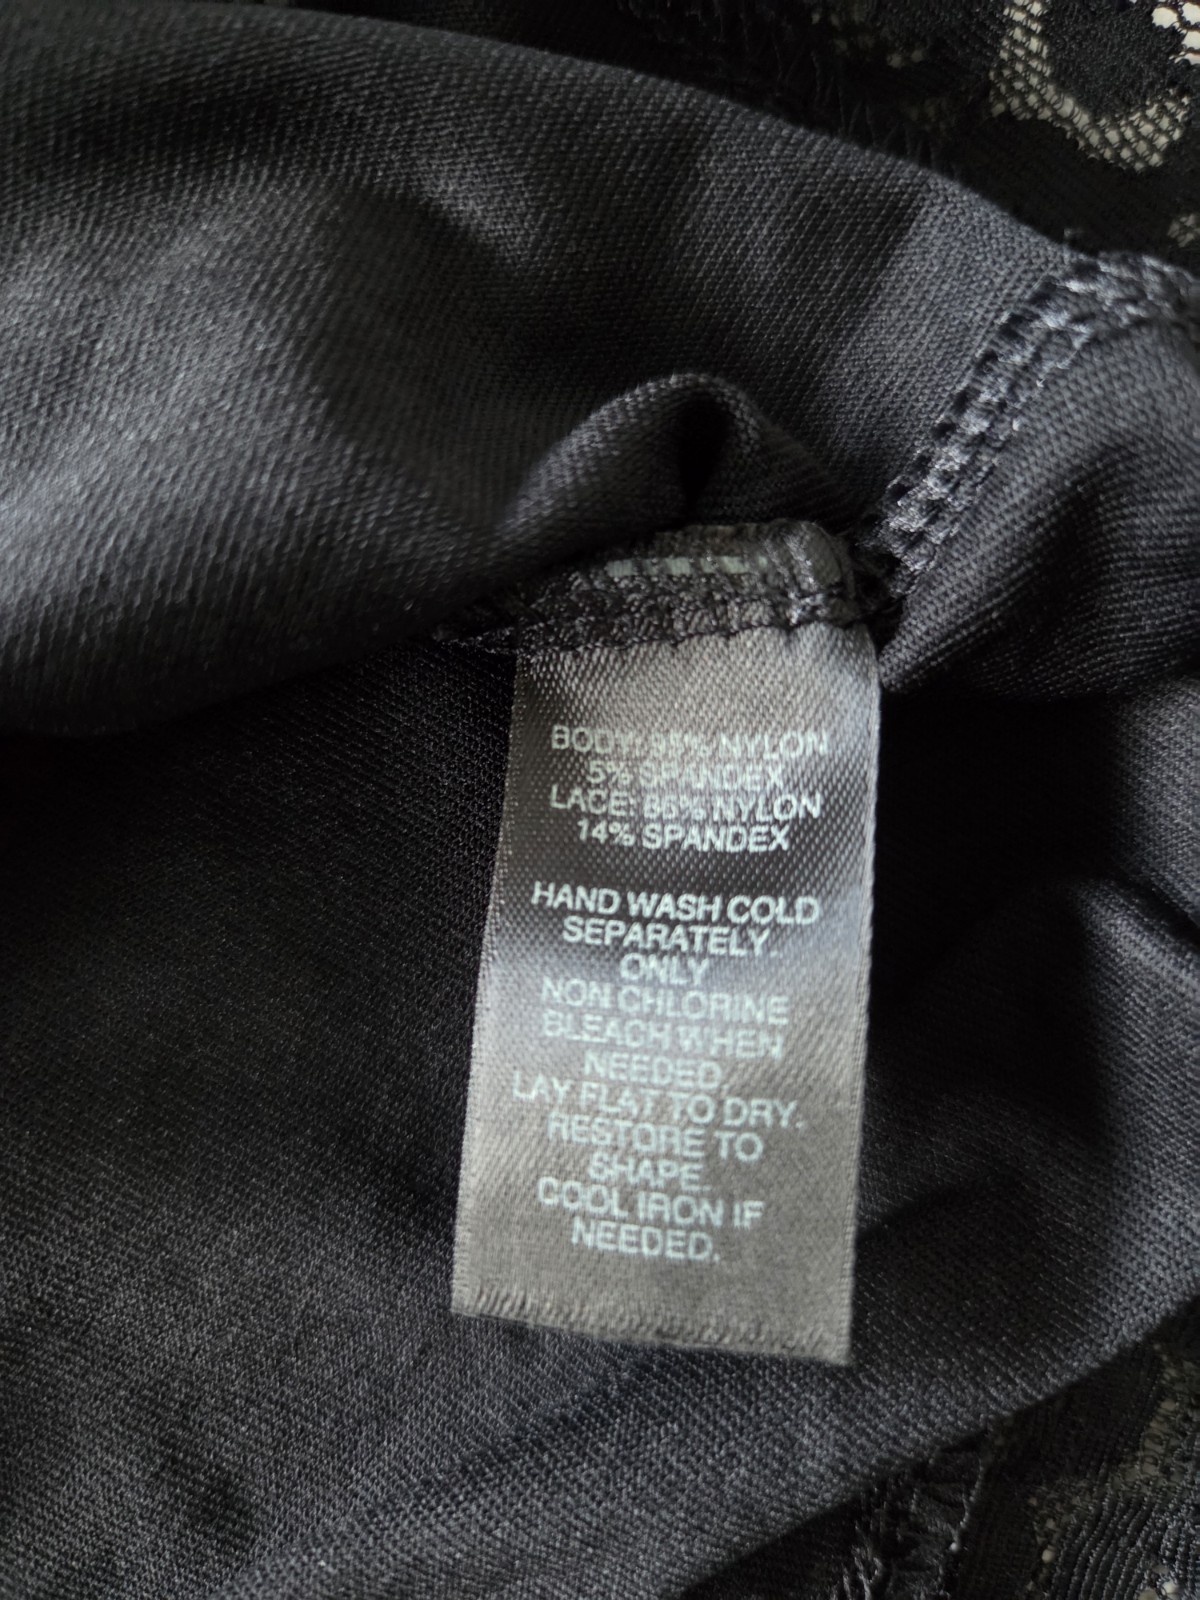 BODY: 95% NYLON
5% SPANDEX
LACE: 86% NYLON
14% SPANDEX
HAND WASH COLD
SEPARATELY.
ONLY
NON CHLORINE
BLEACH WHEN
NEEDED.
LAY FLAT TO DRY.
RESTORE TO
SHAPE.
COOL IRON IF
NEEDED.